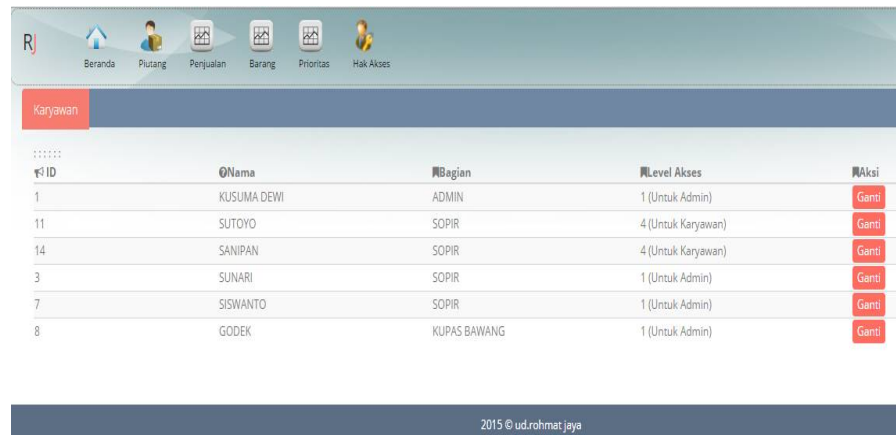 RJ
Beranda Piutang Penjualan Barang Prioritas Hak Akses
Karyawan
ID Nama Bagian Level Akses Aksi
1 KUSUMA DEWI ADMIN 1 (Untuk Admin) Ganti
11 SUTOYO SOPIR 4 (Untuk Karyawan) Ganti
14 SANIPAN SOPIR 4 (Untuk Karyawan) Ganti
3 SUNARI SOPIR 1 (Untuk Admin) Ganti
7 SISWANTO SOPIR 1 (Untuk Admin) Ganti
8 GODEK KUPAS BAWANG 1 (Untuk Admin) Ganti
2015 © ud.rohmat jaya